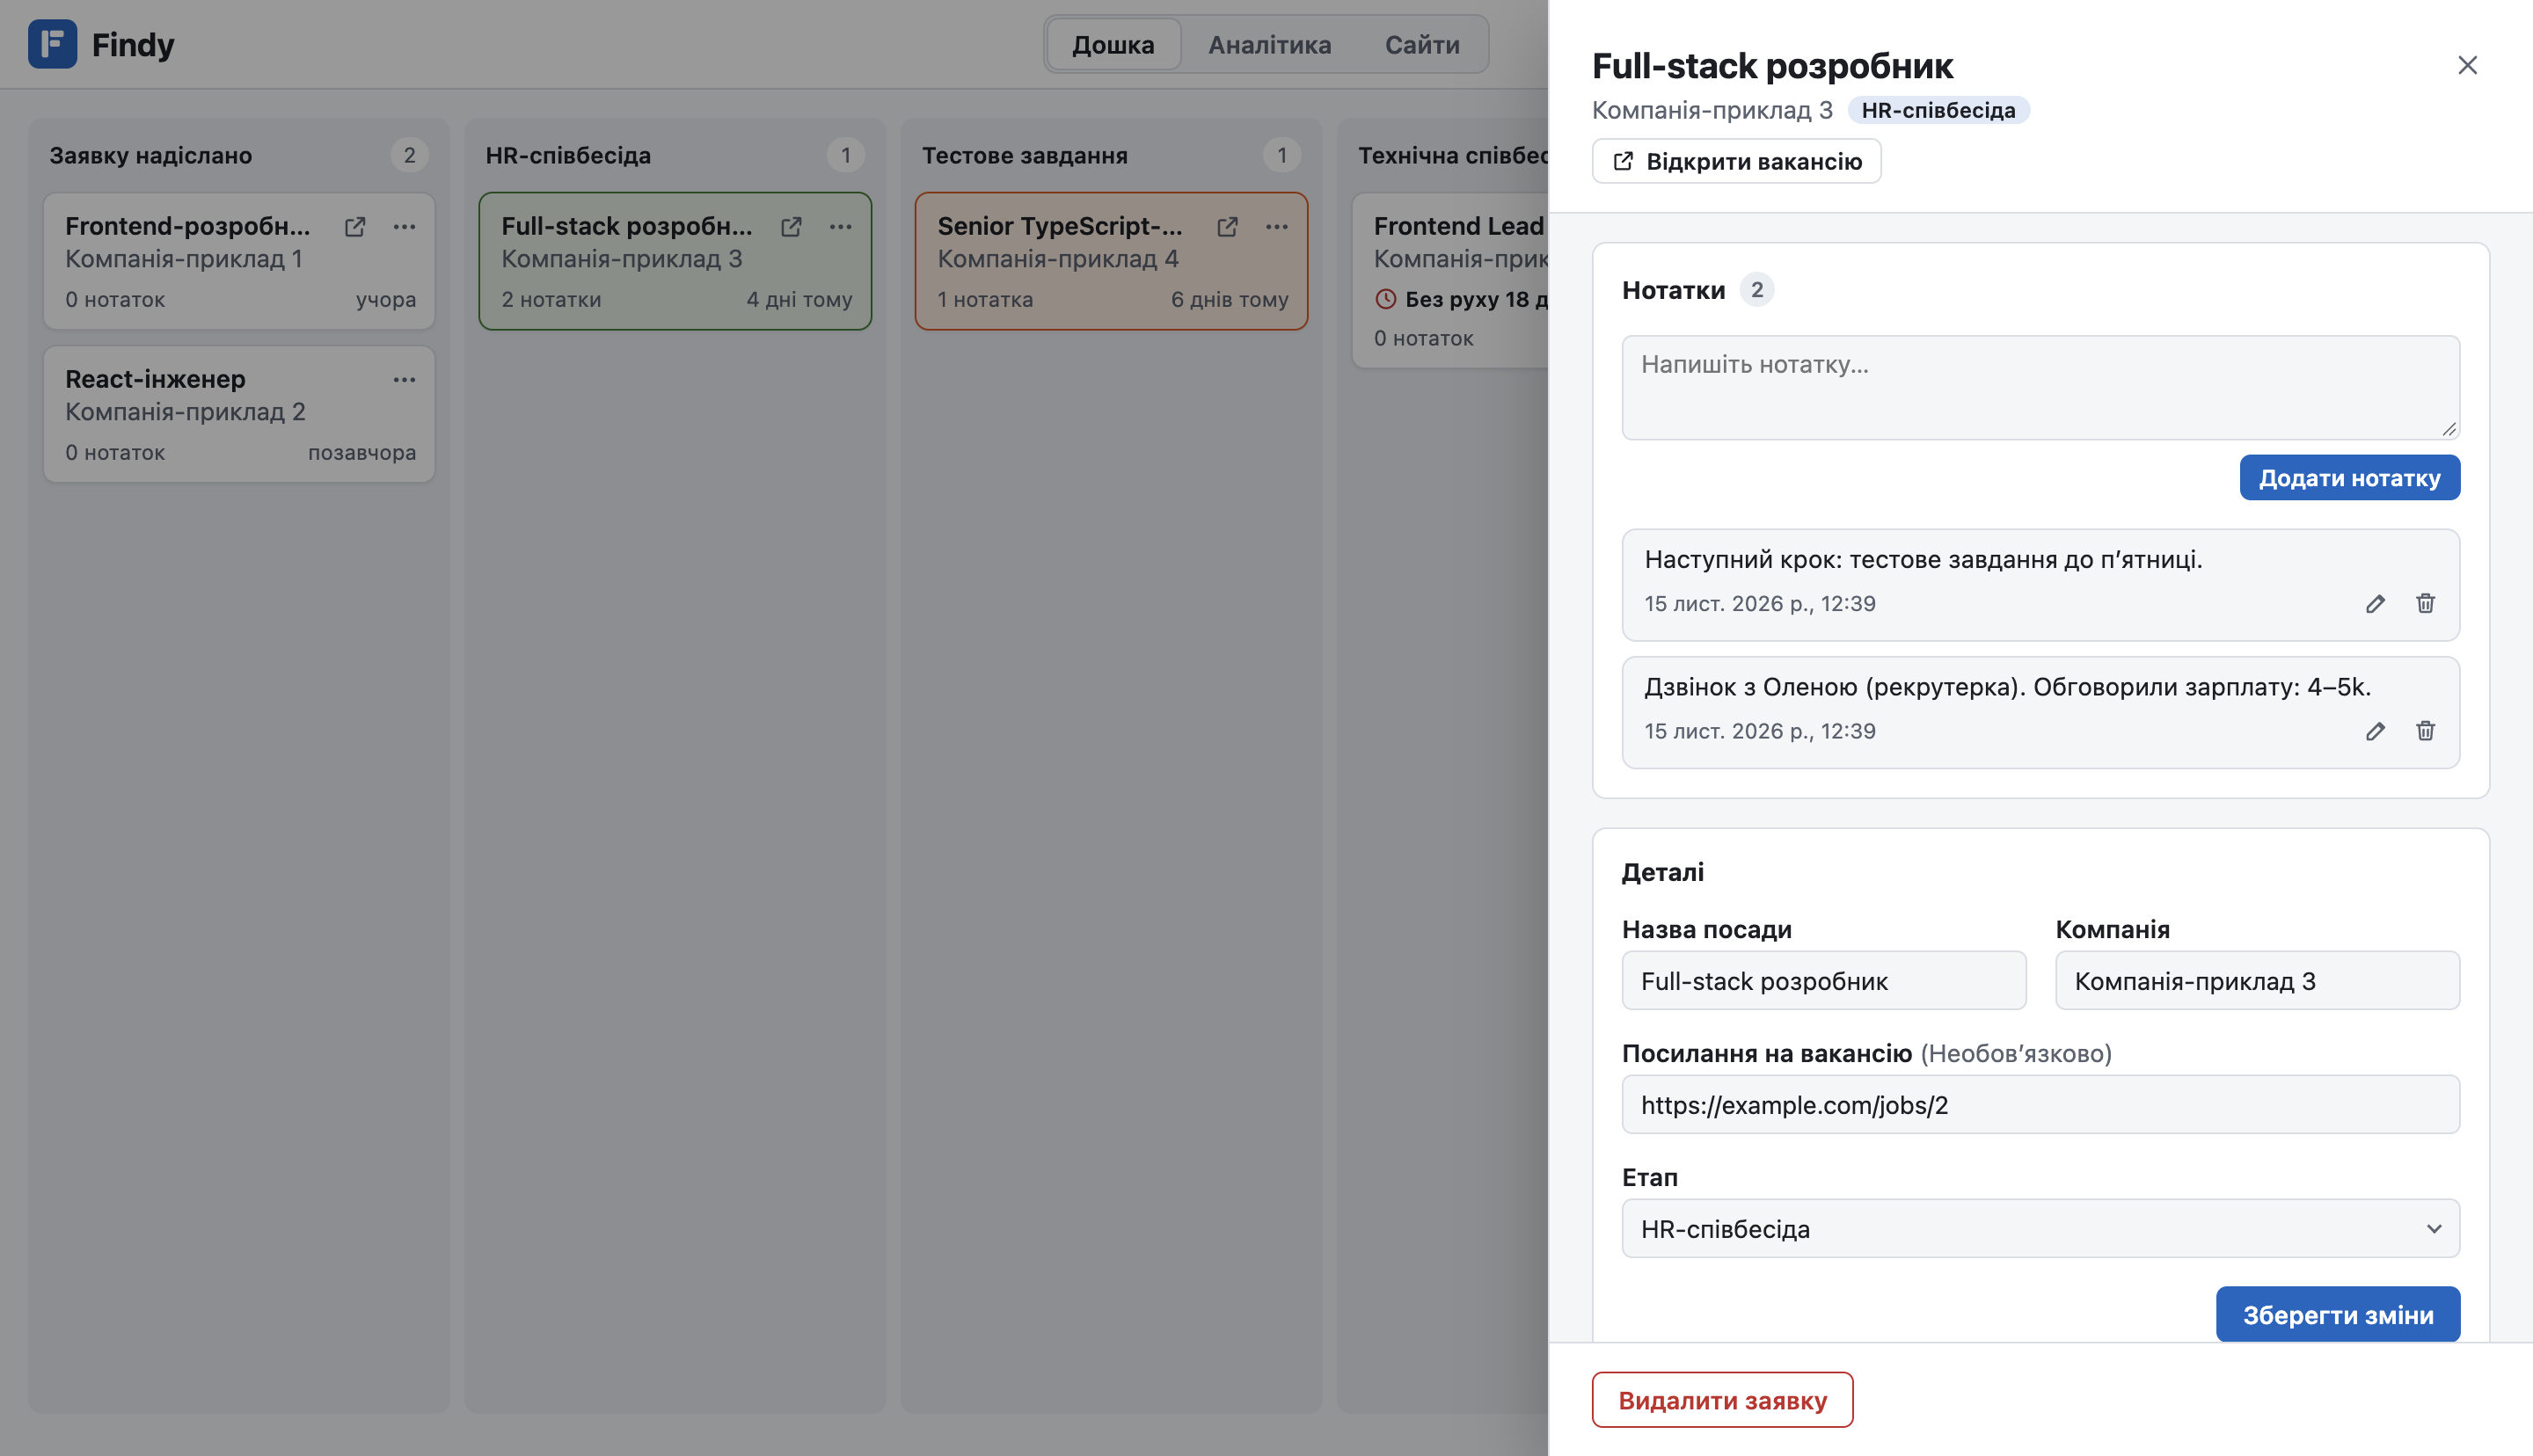 Findy
Дошка
Аналітика
Сайти
Заявку надіслано
2
Frontend-розробн...
Компанія-приклад 1
0 нотаток
учора
React-інженер
Компанія-приклад 2
0 нотаток
позавчора
HR-співбесіда
1
Full-stack розробн...
Компанія-приклад 3
2 нотатки
4 дні тому
Тестове завдання
1
Senior TypeScript-...
Компанія-приклад 4
1 нотатка
6 днів тому
Технічна
Frontend Lead
Без руху 18
0 нотаток
Full-stack розробник
Компанія-приклад 3
HR-співбесіда
Відкрити вакансію
Нотатки
2
Напишіть нотатку...
Додати нотатку
Наступний крок: тестове завдання до п’ятниці.
15 лист. 2026 р., 12:39
Дзвінок з Оленою (рекрутерка). Обговорили зарплату: 4–5k.
15 лист. 2026 р., 12:39
Деталі
Назва посади
Компанія
Full-stack розробник
Компанія-приклад 3
Посилання на вакансію (Необов’язково)
https://example.com/jobs/2
Етап
HR-співбесіда
Зберегти зміни
Видалити заявку